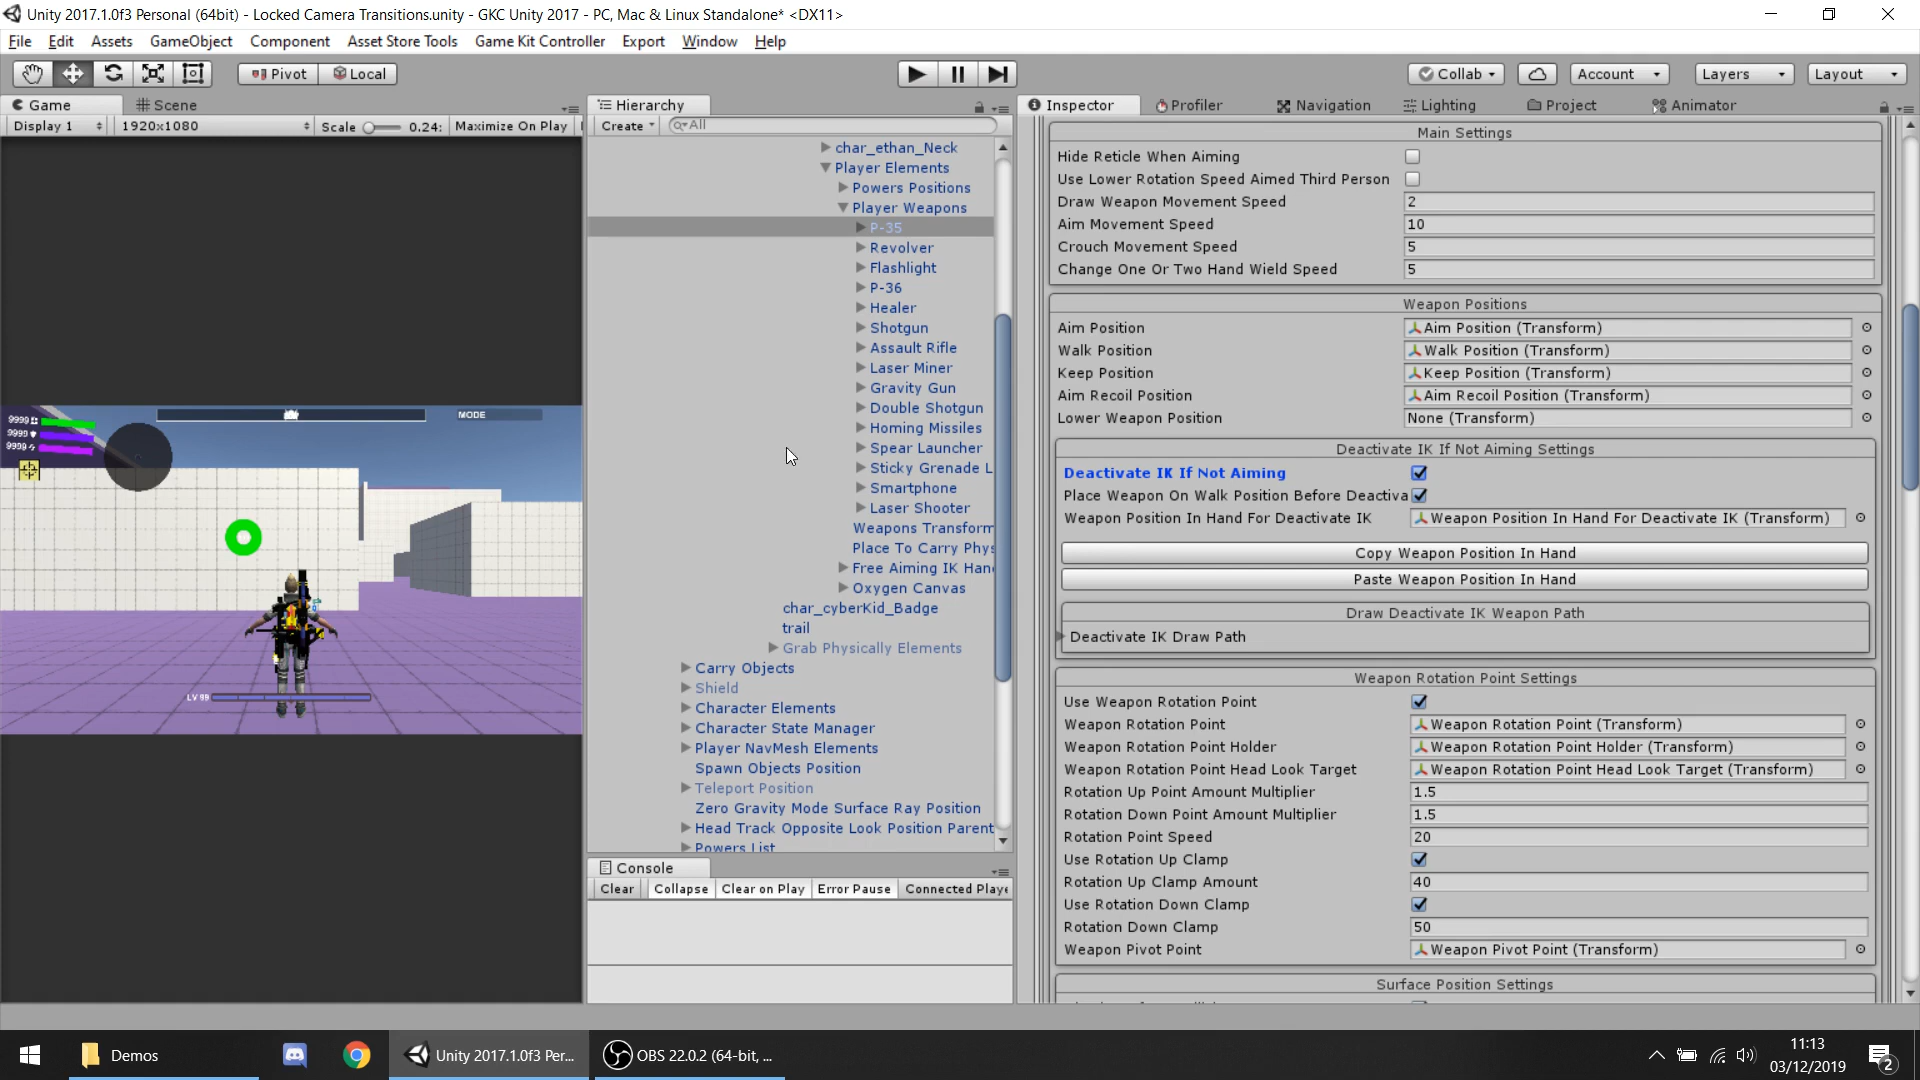 Unity 2017.1.0f3 Personal (64bit) - Locked Camera Transitions.unity - GKC Unity 2017 - PC, Mac & Linux Standalone* <DX11>
File Edit Assets GameObject Component Asset Store Tools Game Kit Controller Export Window Help
Pivot Local Collab Account Layers Layout
Game Scene
Display 1 1920x1080 Scale 0.24: Maximize On Play
9999
9999
9999
MODE
LV 99
Hierarchy
Create All
char_ethan_Neck
Player Elements
Powers Positions
Player Weapons
P-35
Revolver
Flashlight
P-36
Healer
Shotgun
Assault Rifle
Laser Miner
Gravity Gun
Double Shotgun
Homing Missiles
Spear Launcher
Sticky Grenade L
Smartphone
Laser Shooter
Weapons Transform
Place To Carry Phys
Free Aiming IK Han
Oxygen Canvas
char_cyberKid_Badge
trail
Grab Physically Elements
Carry Objects
Shield
Character Elements
Character State Manager
Player NavMesh Elements
Spawn Objects Position
Teleport Position
Zero Gravity Mode Surface Ray Position
Head Track Opposite Look Position Parent
Powers List
Console
Clear Collapse Clear on Play Error Pause Connected Playe
Inspector Profiler Navigation Lighting Project Animator
Main Settings
Hide Reticle When Aiming
Use Lower Rotation Speed Aimed Third Person
Draw Weapon Movement Speed 2
Aim Movement Speed 10
Crouch Movement Speed 5
Change One Or Two Hand Wield Speed 5
Weapon Positions
Aim Position Aim Position (Transform)
Walk Position Walk Position (Transform)
Keep Position Keep Position (Transform)
Aim Recoil Position Aim Recoil Position (Transform)
Lower Weapon Position None (Transform)
Deactivate IK If Not Aiming Settings
Deactivate IK If Not Aiming
Place Weapon On Walk Position Before Deactiva
Weapon Position In Hand For Deactivate IK Weapon Position In Hand For Deactivate IK (Transform)
Copy Weapon Position In Hand
Paste Weapon Position In Hand
Draw Deactivate IK Weapon Path
Deactivate IK Draw Path
Weapon Rotation Point Settings
Use Weapon Rotation Point
Weapon Rotation Point Weapon Rotation Point (Transform)
Weapon Rotation Point Holder Weapon Rotation Point Holder (Transform)
Weapon Rotation Point Head Look Target Weapon Rotation Point Head Look Target (Transform)
Rotation Up Point Amount Multiplier 1.5
Rotation Down Point Amount Multiplier 1.5
Rotation Point Speed 20
Use Rotation Up Clamp
Rotation Up Clamp Amount 40
Use Rotation Down Clamp
Rotation Down Clamp 50
Weapon Pivot Point Weapon Pivot Point (Transform)
Surface Position Settings
Demos Unity 2017.1.0f3 Per... OBS 22.0.2 (64-bit, ...
11:13
03/12/2019
2